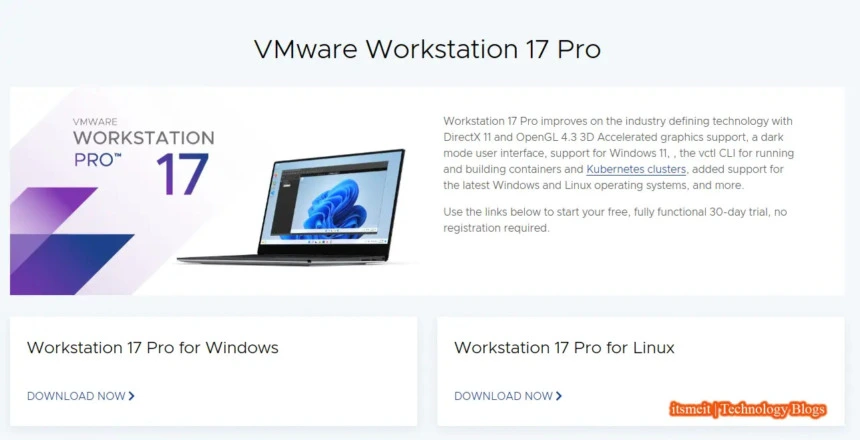 VMware Workstation 17 Pro
VMWARE
WORKSTATION
PRO™ 17
Workstation 17 Pro improves on the industry defining technology with
DirectX 11 and OpenGL 4.3 3D Accelerated graphics support, a dark
mode user interface, support for Windows 11, , the vctl CLI for running
and building containers and Kubernetes clusters, added support for
the latest Windows and Linux operating systems, and more.
Use the links below to start your free, fully functional 30-day trial, no
registration required.
Workstation 17 Pro for Windows
DOWNLOAD NOW
Workstation 17 Pro for Linux
DOWNLOAD NOW
itsmeit | Technology Blogs